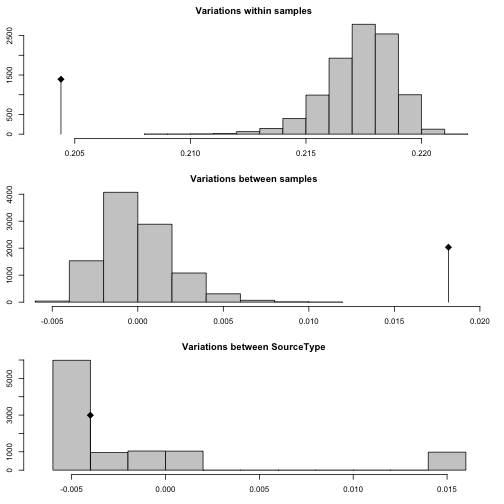 Variations within samples
2500
1500
500
0
0.205 0.210 0.215 0.220
Variations between samples
4000
3000
2000
1000
0
-0.005 0.000 0.005 0.010 0.015 0.020
Variations between SourceType
5000
3000
1000
0
-0.005 0.000 0.005 0.010 0.015